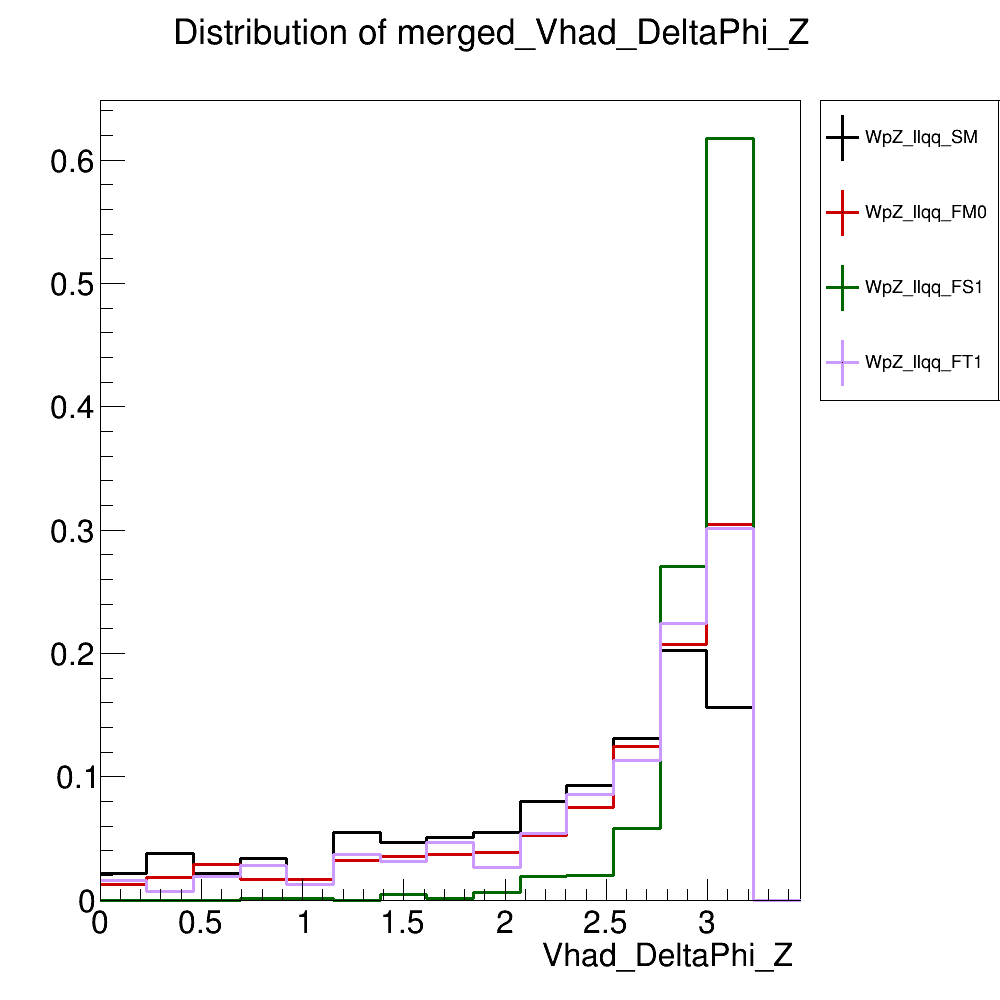 Distribution of merged_Vhad_DeltaPhi_Z
WpZ_llqq_SM
WpZ_llqq_FM0
WpZ_llqq_FS1
WpZ_llqq_FT1
0.6
0.5
0.4
0.3
0.2
0.1
0
0 0.5 1 1.5 2 2.5 3
Vhad_DeltaPhi_Z